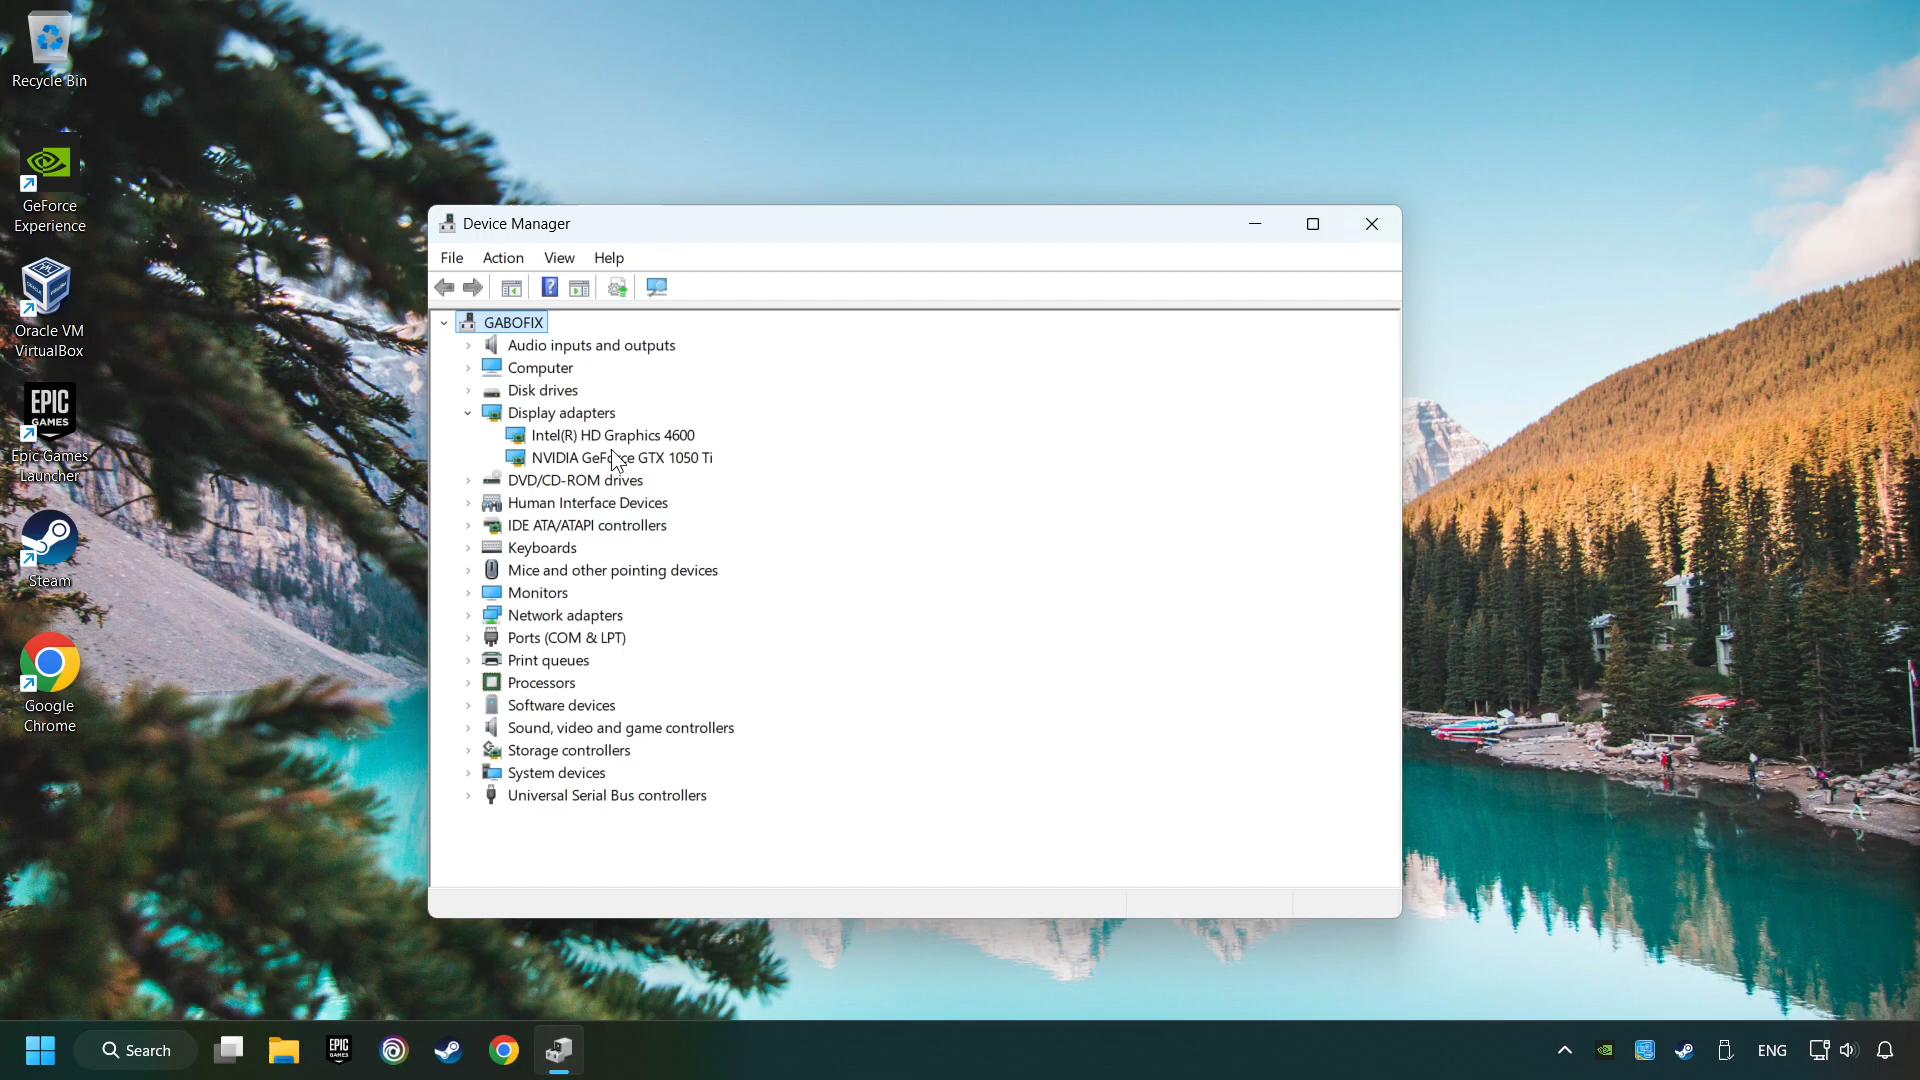 Recycle Bin
GeForce
Experience
ORACLE VM
Oracle VM
VirtualBox
EPIC
GAMES
Epic Games
Launcher
Steam
Google
Chrome
Device Manager
File Action View Help
?
GABOFIX
Audio inputs and outputs
Computer
Disk drives
Display adapters
Intel(R) HD Graphics 4600
NVIDIA GeForce GTX 1050 Ti
DVD/CD-ROM drives
Human Interface Devices
IDE ATA/ATAPI controllers
Keyboards
Mice and other pointing devices
Monitors
Network adapters
Ports (COM & LPT)
Print queues
Processors
Software devices
Sound, video and game controllers
Storage controllers
System devices
Universal Serial Bus controllers
Search
EPIC
GAMES
ENG